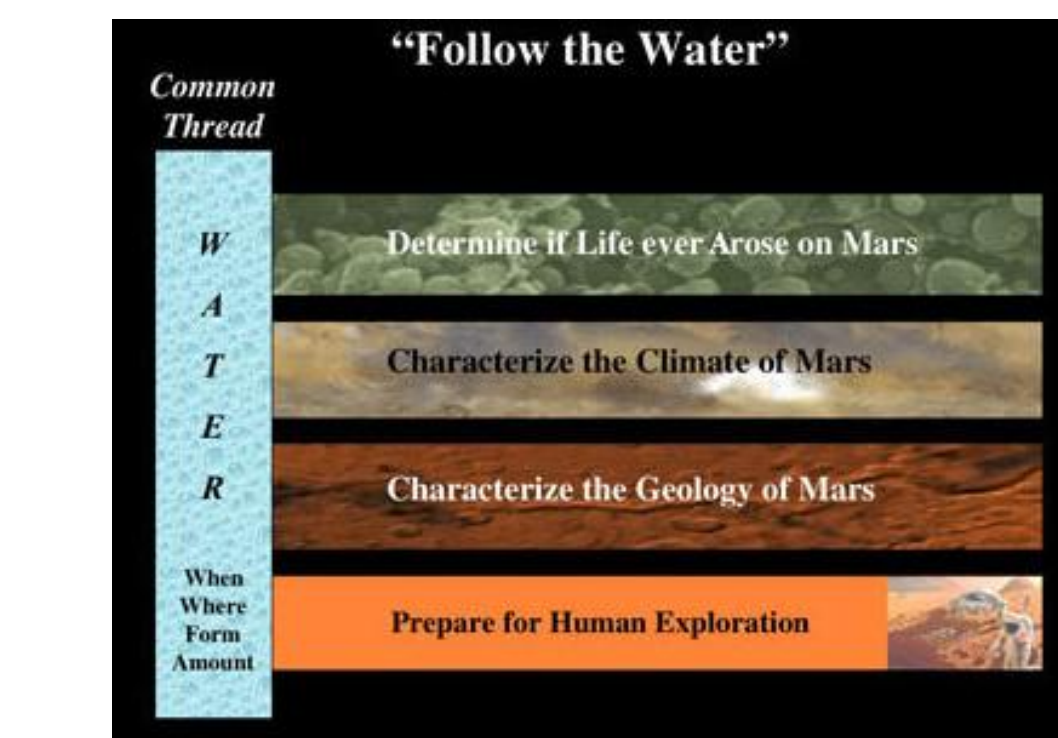 “Follow the Water”
Common
Thread
W
A
T
E
R
When
Where
Form
Amount
Determine if Life ever Arose on Mars
Characterize the Climate of Mars
Characterize the Geology of Mars
Prepare for Human Exploration